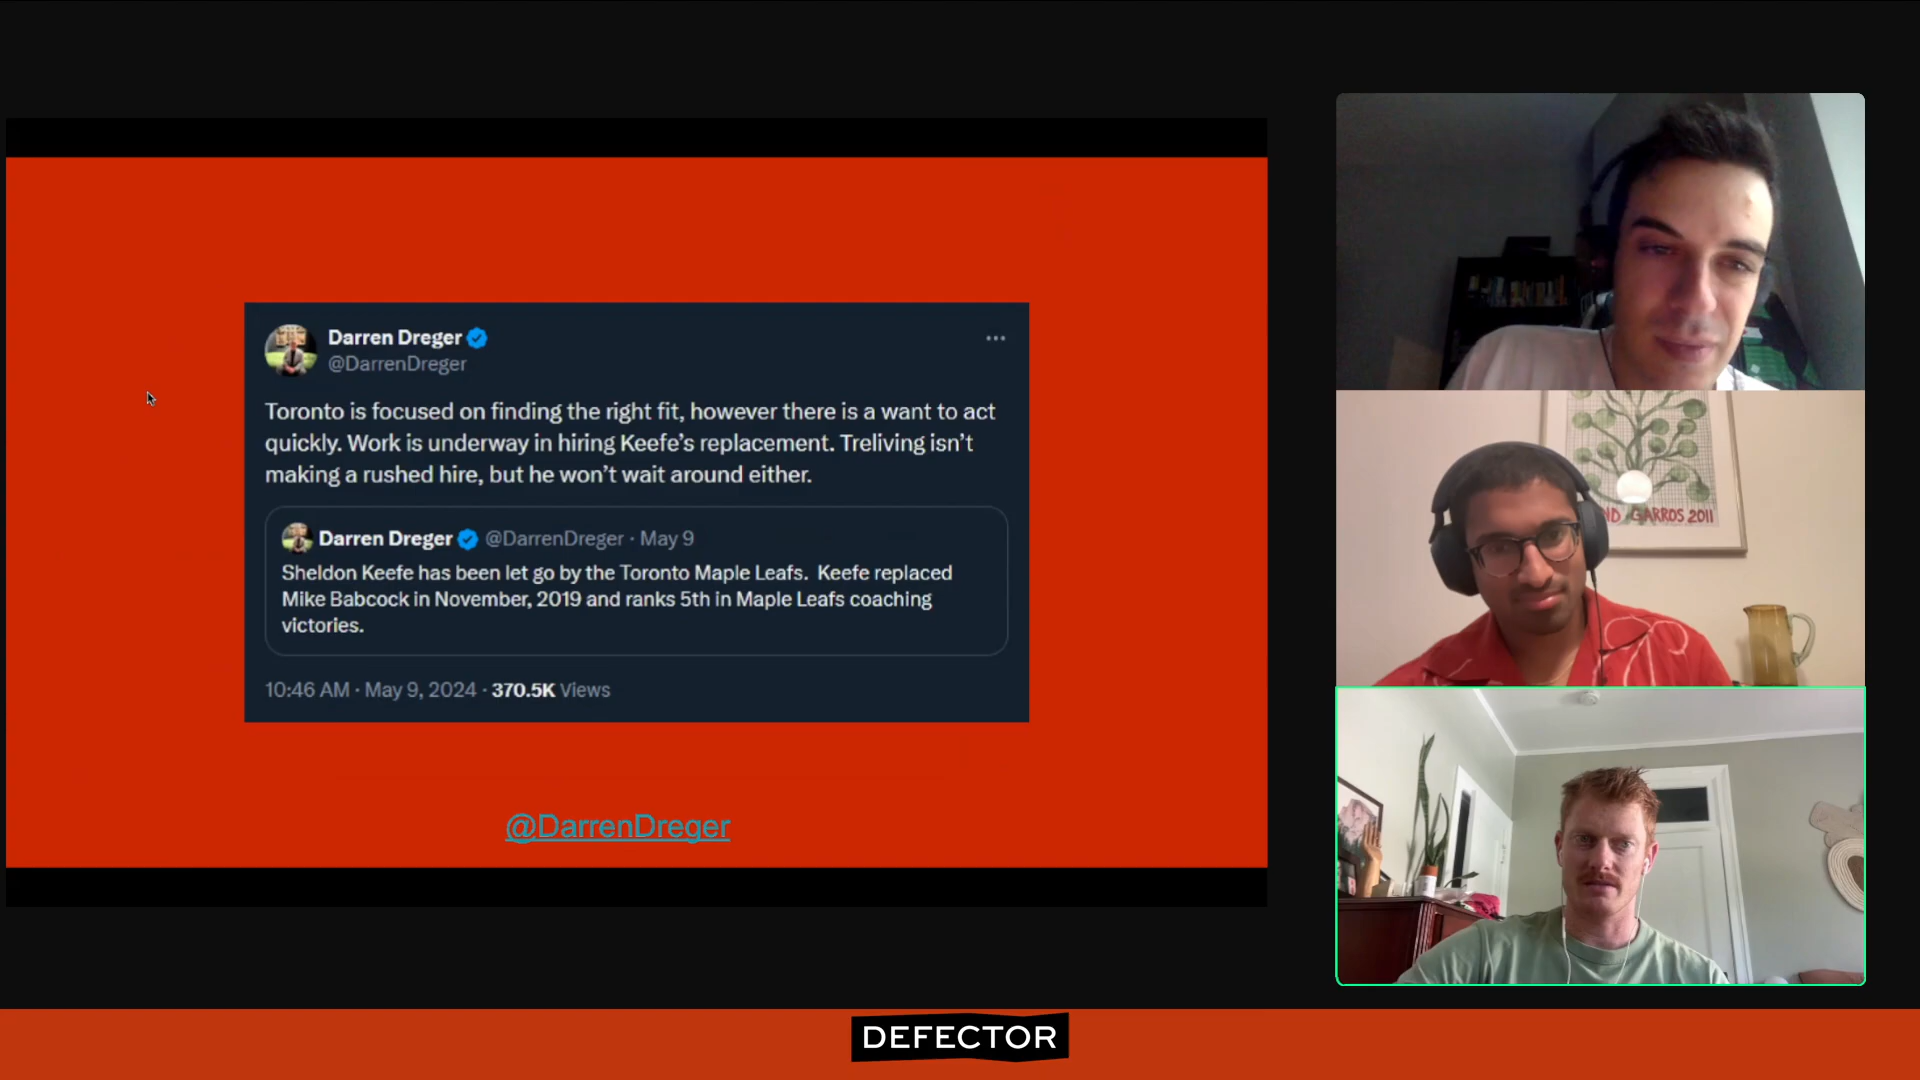 Darren Dreger
@DarrenDreger
Toronto is focused on finding the right fit, however there is a want to act
quickly. Work is underway in hiring Keefe’s replacement. Treliving isn’t
making a rushed hire, but he won’t wait around either.
Darren Dreger @DarrenDreger · May 9
Sheldon Keefe has been let go by the Toronto Maple Leafs.  Keefe replaced
Mike Babcock in November, 2019 and ranks 5th in Maple Leafs coaching
victories.
10:46 AM · May 9, 2024 · 370.5K Views
@DarrenDreger
GARROS 2011
DEFECTOR